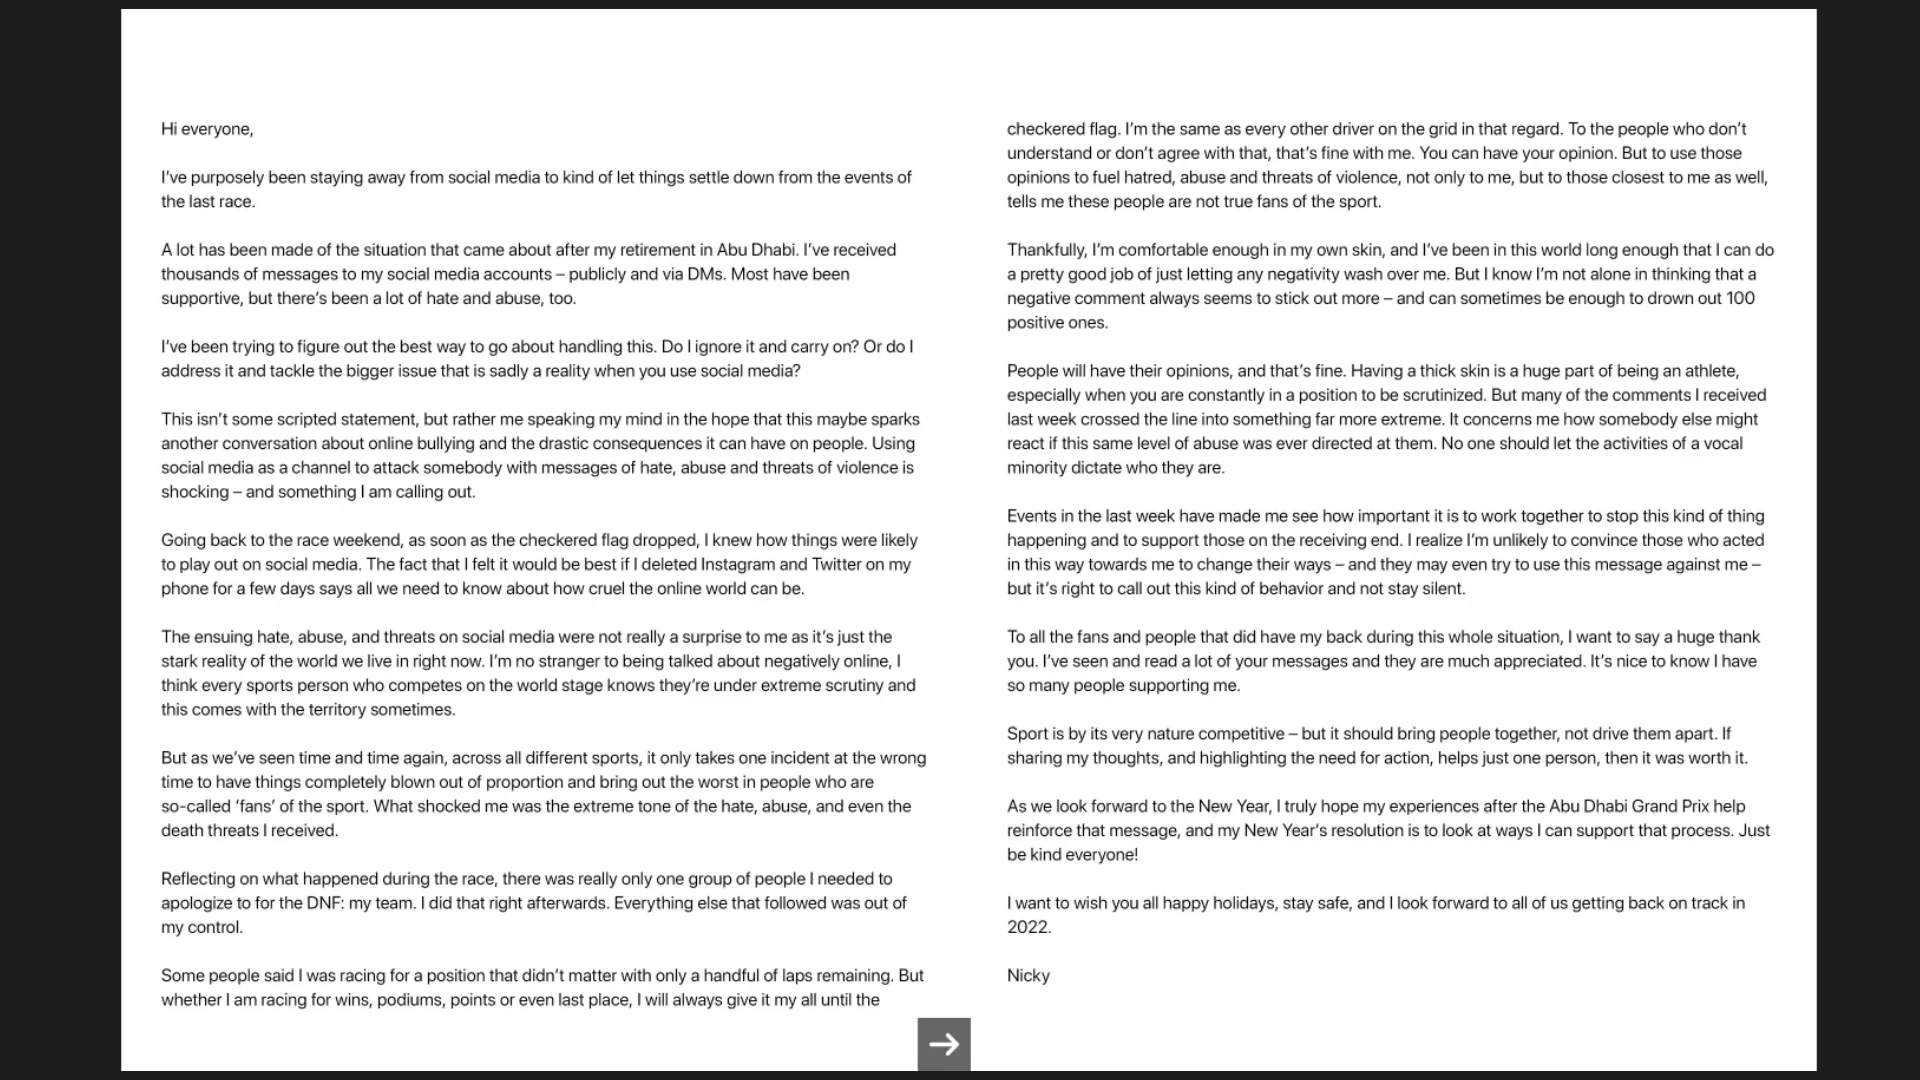 Hi everyone,
I’ve purposely been staying away from social media to kind of let things settle down from the events of
the last race.
A lot has been made of the situation that came about after my retirement in Abu Dhabi. I’ve received
thousands of messages to my social media accounts – publicly and via DMs. Most have been
supportive, but there’s been a lot of hate and abuse, too.
I’ve been trying to figure out the best way to go about handling this. Do I ignore it and carry on? Or do I
address it and tackle the bigger issue that is sadly a reality when you use social media?
This isn’t some scripted statement, but rather me speaking my mind in the hope that this maybe sparks
another conversation about online bullying and the drastic consequences it can have on people. Using
social media as a channel to attack somebody with messages of hate, abuse and threats of violence is
shocking – and something I am calling out.
Going back to the race weekend, as soon as the checkered flag dropped, I knew how things were likely
to play out on social media. The fact that I felt it would be best if I deleted Instagram and Twitter on my
phone for a few days says all we need to know about how cruel the online world can be.
The ensuing hate, abuse, and threats on social media were not really a surprise to me as it’s just the
stark reality of the world we live in right now. I’m no stranger to being talked about negatively online, I
think every sports person who competes on the world stage knows they’re under extreme scrutiny and
this comes with the territory sometimes.
But as we’ve seen time and time again, across all different sports, it only takes one incident at the wrong
time to have things completely blown out of proportion and bring out the worst in people who are
so-called ‘fans’ of the sport. What shocked me was the extreme tone of the hate, abuse, and even the
death threats I received.
Reflecting on what happened during the race, there was really only one group of people I needed to
apologize to for the DNF: my team. I did that right afterwards. Everything else that followed was out of
my control.
Some people said I was racing for a position that didn’t matter with only a handful of laps remaining. But
whether I am racing for wins, podiums, points or even last place, I will always give it my all until the
checkered flag. I’m the same as every other driver on the grid in that regard. To the people who don’t
understand or don’t agree with that, that’s fine with me. You can have your opinion. But to use those
opinions to fuel hatred, abuse and threats of violence, not only to me, but to those closest to me as well,
tells me these people are not true fans of the sport.
Thankfully, I’m comfortable enough in my own skin, and I’ve been in this world long enough that I can do
a pretty good job of just letting any negativity wash over me. But I know I’m not alone in thinking that a
negative comment always seems to stick out more – and can sometimes be enough to drown out 100
positive ones.
People will have their opinions, and that’s fine. Having a thick skin is a huge part of being an athlete,
especially when you are constantly in a position to be scrutinized. But many of the comments I received
last week crossed the line into something far more extreme. It concerns me how somebody else might
react if this same level of abuse was ever directed at them. No one should let the activities of a vocal
minority dictate who they are.
Events in the last week have made me see how important it is to work together to stop this kind of thing
happening and to support those on the receiving end. I realize I’m unlikely to convince those who acted
in this way towards me to change their ways – and they may even try to use this message against me –
but it’s right to call out this kind of behavior and not stay silent.
To all the fans and people that did have my back during this whole situation, I want to say a huge thank
you. I’ve seen and read a lot of your messages and they are much appreciated. It’s nice to know I have
so many people supporting me.
Sport is by its very nature competitive – but it should bring people together, not drive them apart. If
sharing my thoughts, and highlighting the need for action, helps just one person, then it was worth it.
As we look forward to the New Year, I truly hope my experiences after the Abu Dhabi Grand Prix help
reinforce that message, and my New Year’s resolution is to look at ways I can support that process. Just
be kind everyone!
I want to wish you all happy holidays, stay safe, and I look forward to all of us getting back on track in
2022.
Nicky